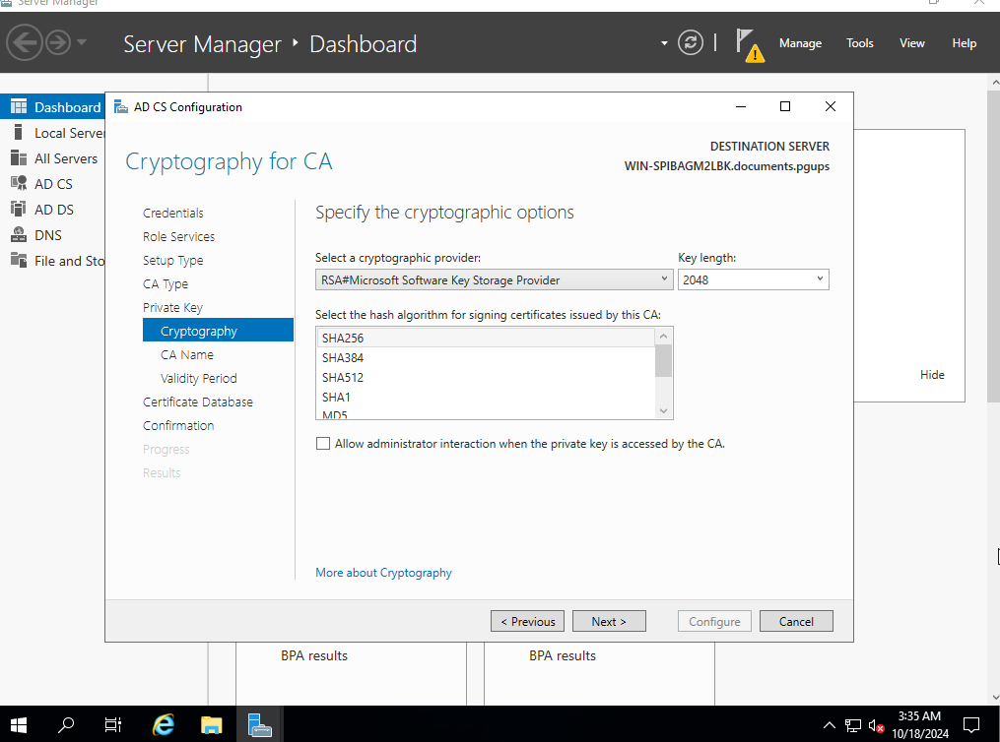 Server Manager
Server Manager ‣ Dashboard
Manage Tools View Help
Dashboard
Local Server
All Servers
AD CS
AD DS
DNS
File and Sto
AD CS Configuration
Cryptography for CA
DESTINATION SERVER
WIN-SPIBAGM2LBK.documents.pgups
Credentials
Role Services
Setup Type
CA Type
Private Key
Cryptography
CA Name
Validity Period
Certificate Database
Confirmation
Progress
Results
Specify the cryptographic options
Select a cryptographic provider:
Key length:
RSA#Microsoft Software Key Storage Provider
2048
Select the hash algorithm for signing certificates issued by this CA:
SHA256
SHA384
SHA512
SHA1
MD5
Allow administrator interaction when the private key is accessed by the CA.
More about Cryptography
< Previous
Next >
Configure
Cancel
Hide
BPA results
BPA results
3:35 AM
10/18/2024